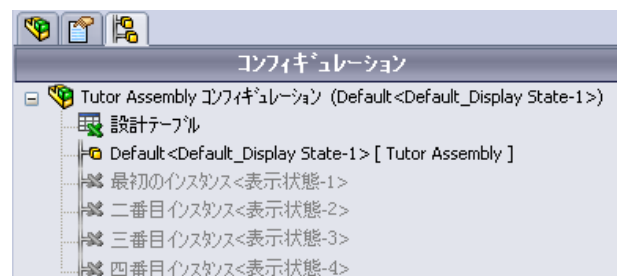 コンフィギュレーション
Tutor Assembly コンフィギュレーション (Default<Default_Display State-1>)
設計テーブル
Default<Default_Display State-1> [ Tutor Assembly ]
最初のインスタンス<表示状態-1>
二番目インスタンス<表示状態-2>
三番目インスタンス<表示状態-3>
四番目インスタンス<表示状態-4>